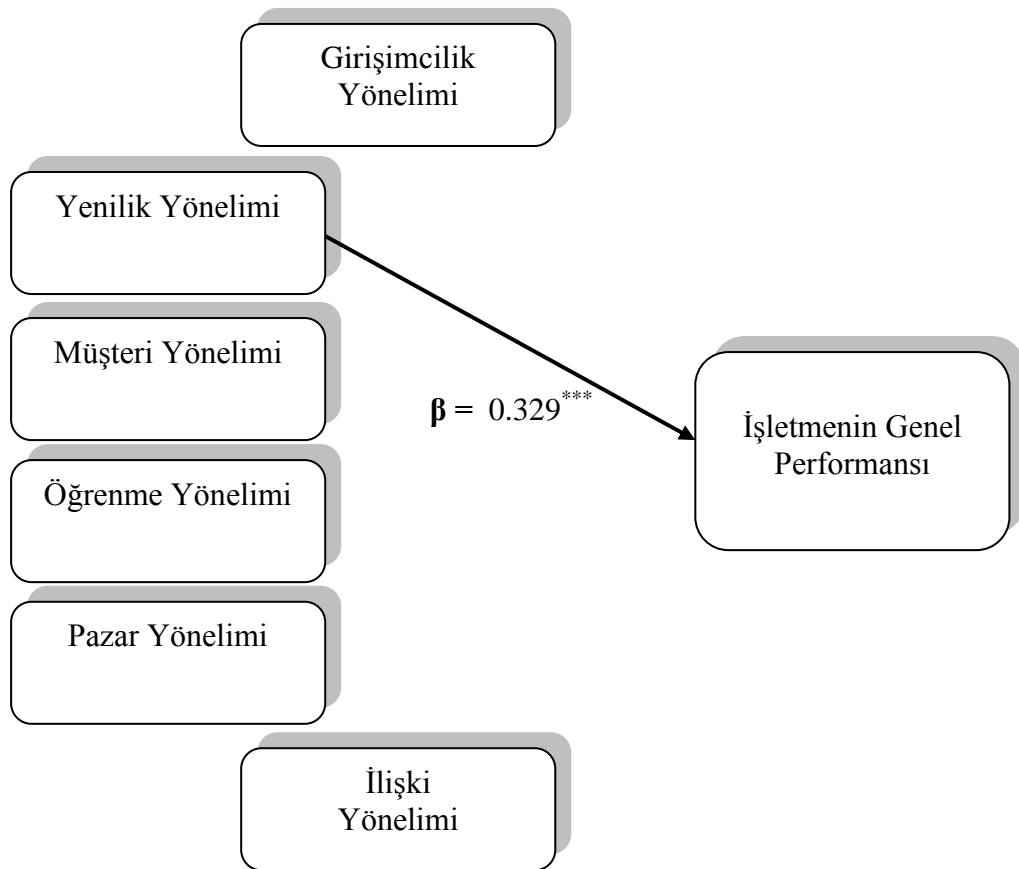 Girişimcilik
Yönelimi
Yenilik Yönelimi
Müşteri Yönelimi
β = 0.329***
İşletmenin Genel
Performansı
Öğrenme Yönelimi
Pazar Yönelimi
İlişki
Yönelimi